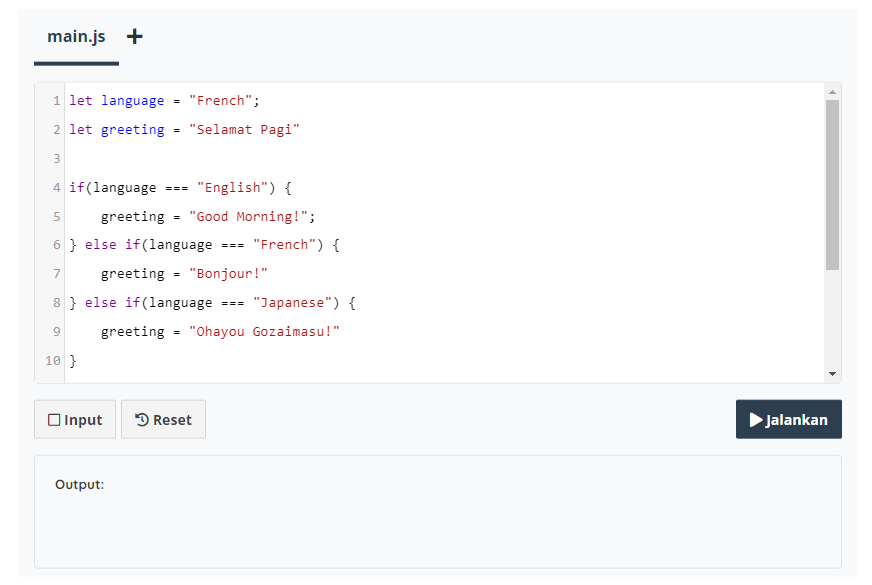 main.js +
1 let language = "French";
2 let greeting = "Selamat Pagi"
3
4 if(language === "English") {
5     greeting = "Good Morning!";
6 } else if(language === "French") {
7     greeting = "Bonjour!"
8 } else if(language === "Japanese") {
9     greeting = "Ohayou Gozaimasu!"
10 }
Input Reset Jalankan
Output: